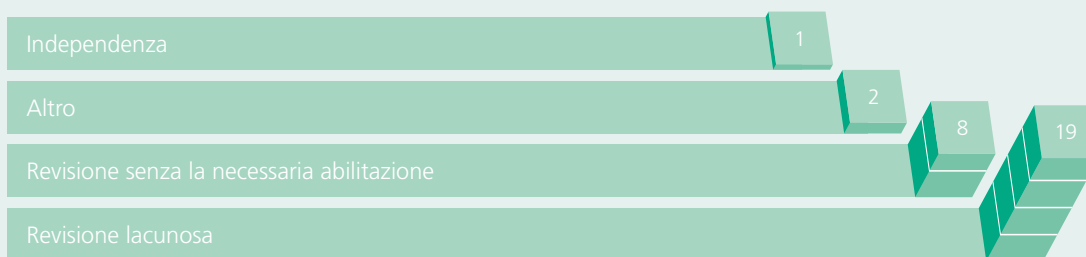 Independenza 1
Altro 2
Revisione senza la necessaria abilitazione 8
Revisione lacunosa 19